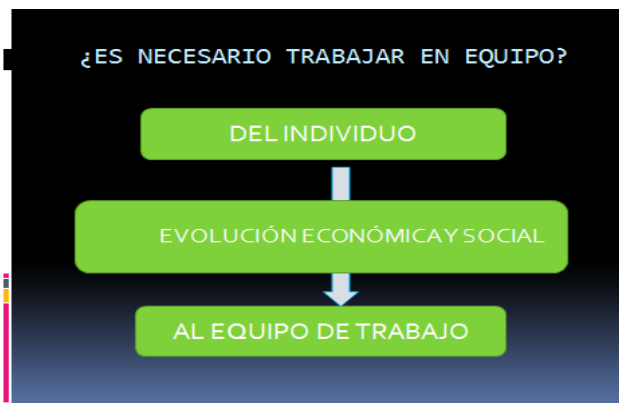 ¿ES NECESARIO TRABAJAR EN EQUIPO?
DEL INDIVIDUO
EVOLUCIÓN ECONÓMICA Y SOCIAL
AL EQUIPO DE TRABAJO